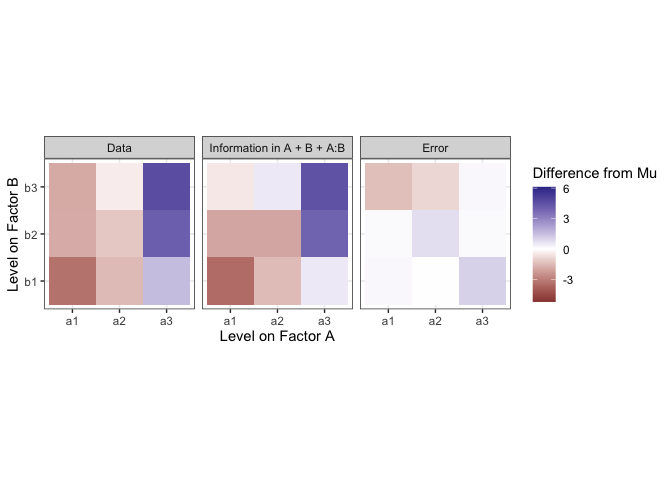 Data
Information in A + B + A:B
Error
Level on Factor B
b3
b2
b1
a1
a2
a3
a1
a2
a3
a1
a2
a3
Level on Factor A
Difference from Mu
6
3
0
-3